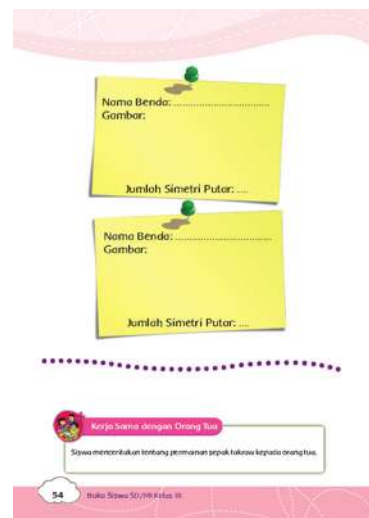 Nama Benda: ..................................
Gambar:
Jumlah Simetri Putar: ....
Nama Benda: ..................................
Gambar:
Jumlah Simetri Putar: ....
Kerja Sama dengan Orang Tua
Siswa menceritakan tentang permainan sepak takraw kepada orang tua.
54 Buku Siswa SD/MI Kelas III